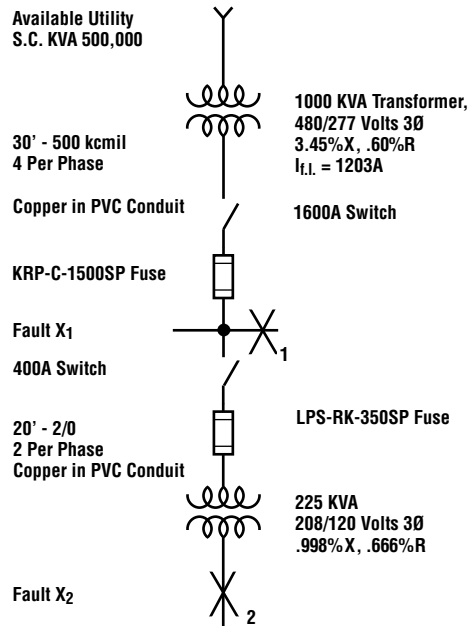 Available Utility
S.C. KVA 500,000
1000 KVA Transformer,
480/277 Volts 3Ø
3.45%X, .60%R
If.l. = 1203A
30' - 500 kcmil
4 Per Phase
Copper in PVC Conduit
1600A Switch
KRP-C-1500SP Fuse
Fault X1
1
400A Switch
LPS-RK-350SP Fuse
20' - 2/0
2 Per Phase
Copper in PVC Conduit
225 KVA
208/120 Volts 3Ø
.998%X, .666%R
Fault X2
2